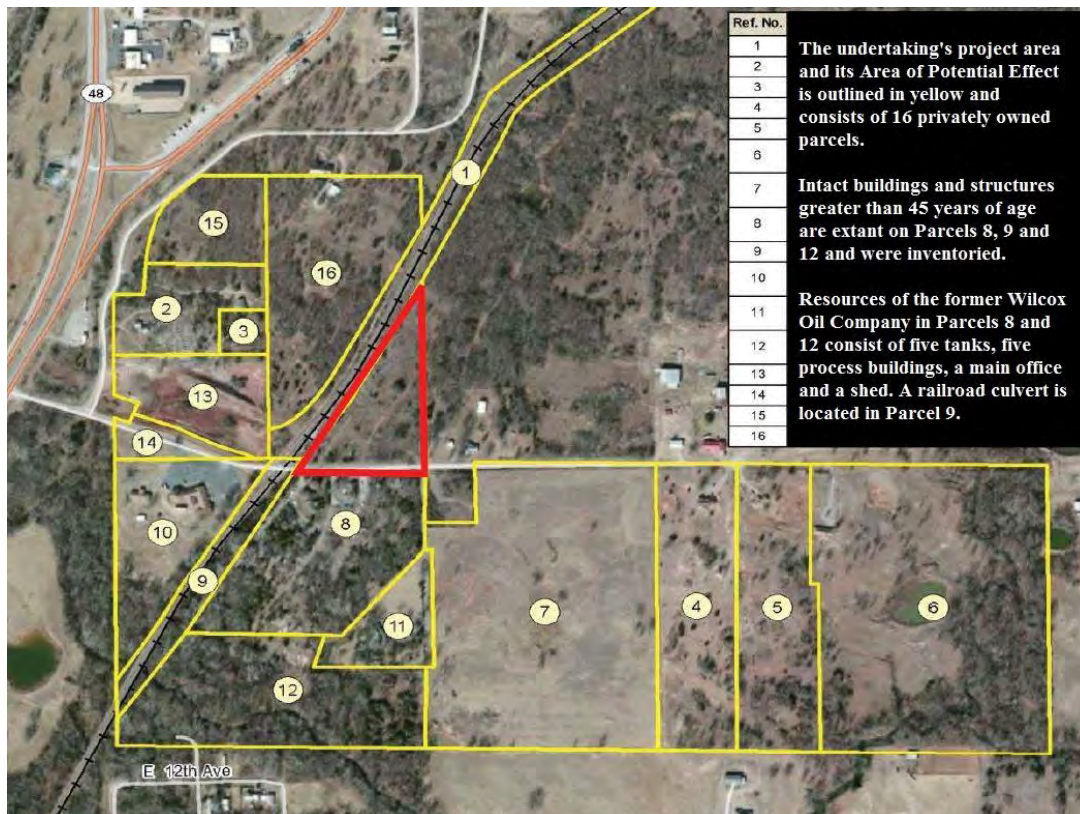 Ref. No.
1
2
3
4
5
6
7
8
9
10
11
12
13
14
15
16
The undertaking's project area
and its Area of Potential Effect
is outlined in yellow and
consists of 16 privately owned
parcels.
Intact buildings and structures
greater than 45 years of age
are extant on Parcels 8, 9 and
12 and were inventoried.
Resources of the former Wilcox
Oil Company in Parcels 8 and
12 consist of five tanks, five
process buildings, a main office
and a shed. A railroad culvert is
located in Parcel 9.
48
1
15
16
2
3
13
14
10
8
9
11
7
4
5
6
12
E 12th Ave